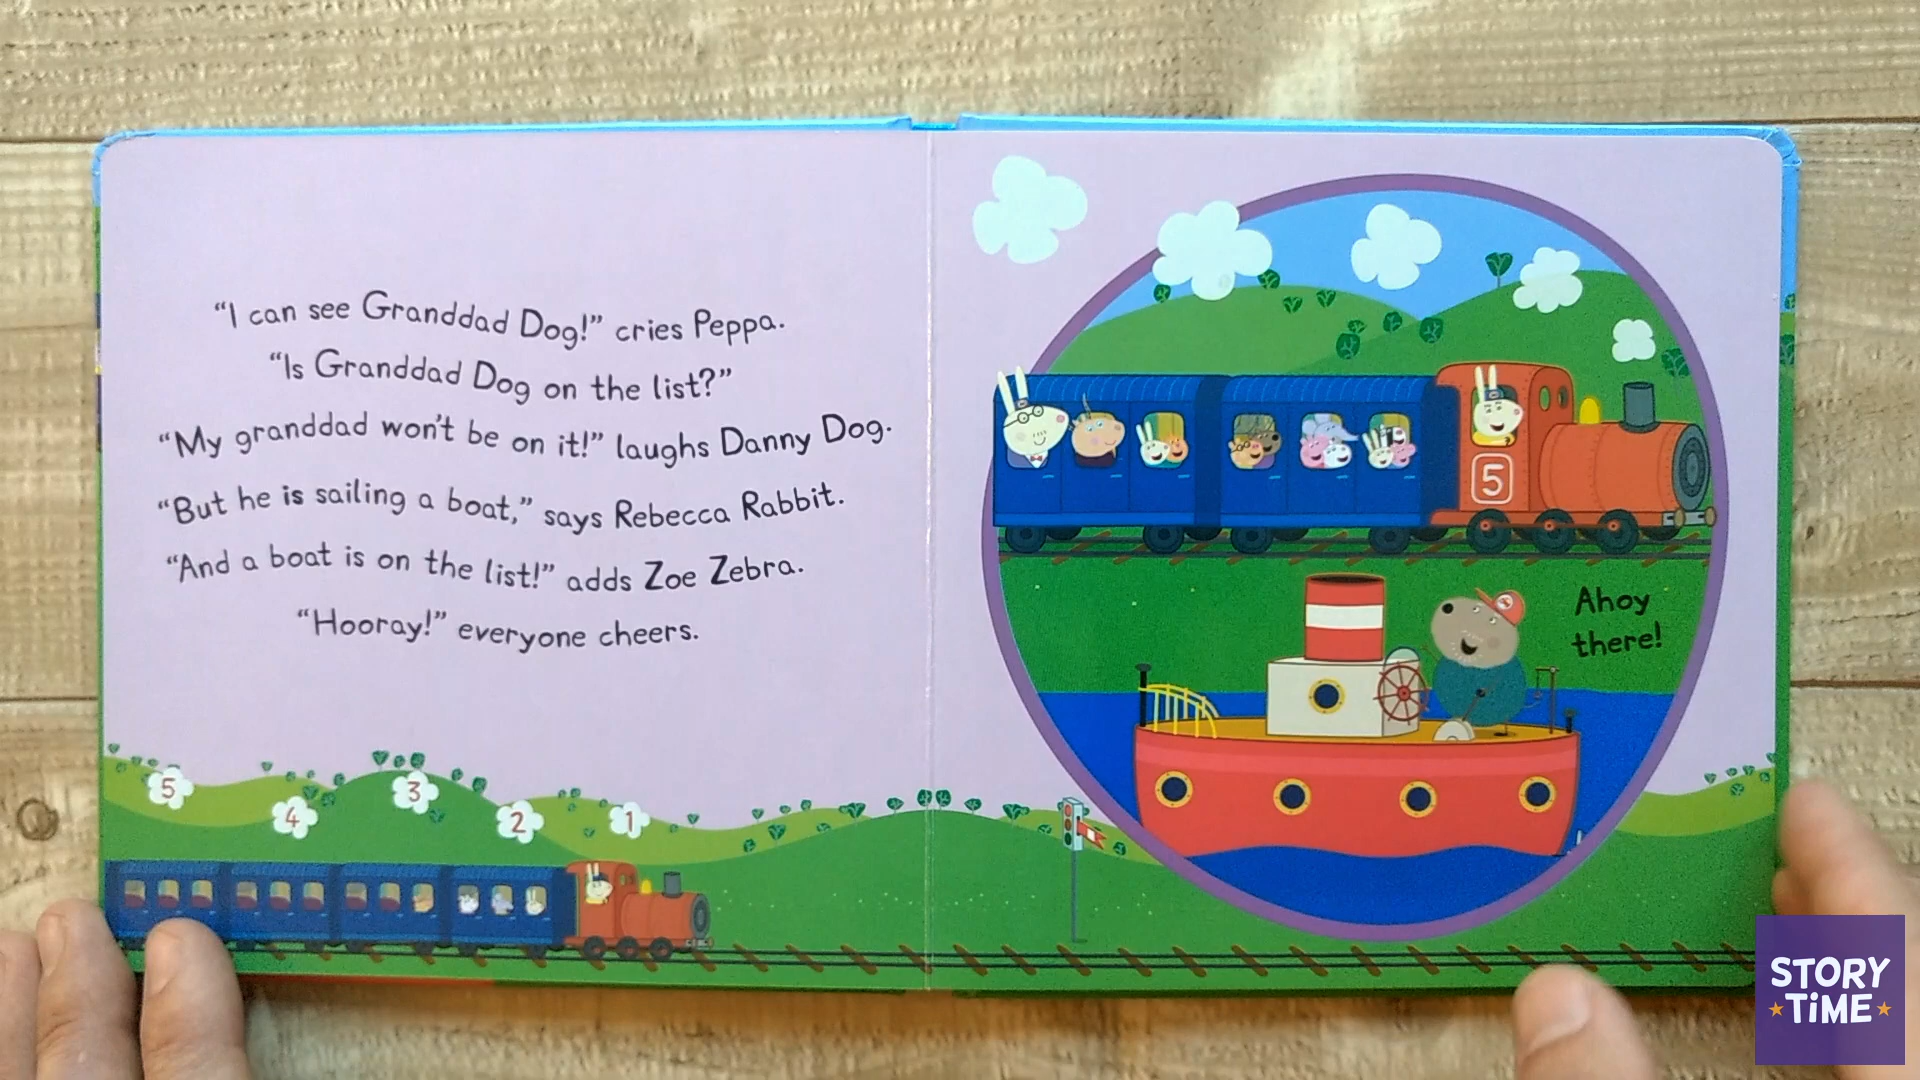 “I can see Granddad Dog!” cries Peppa.
“Is Granddad Dog on the list?”
“My granddad won’t be on it!” laughs Danny Dog.
“But he is sailing a boat,” says Rebecca Rabbit.
“And a boat is on the list!” adds Zoe Zebra.
“Hooray!” everyone cheers.
5
4
3
2
1
5
Ahoy
there!
STORY
TiME